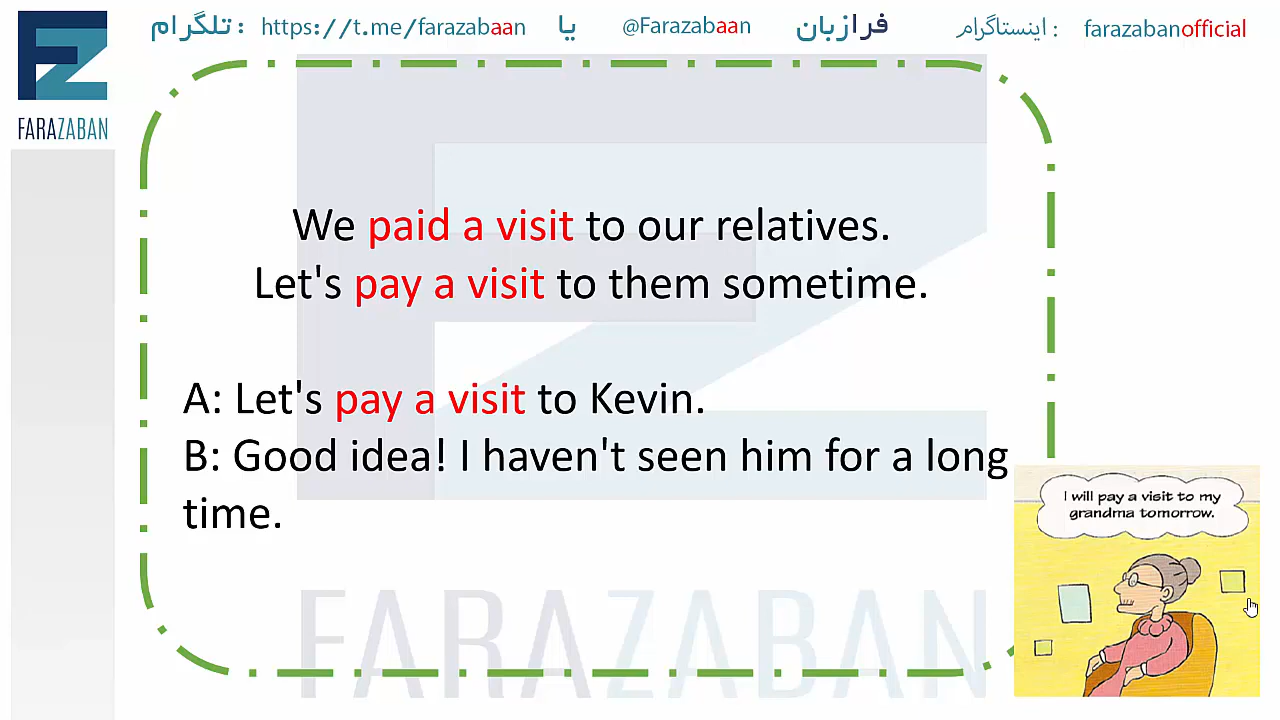 تلگرام : https://t.me/farazabaan یا @Farazabaan فرازبان اینستاگرام : farazabanofficial
FZ
FARAZABAN
We paid a visit to our relatives.
Let's pay a visit to them sometime.
A: Let's pay a visit to Kevin.
B: Good idea! I haven't seen him for a long
time.
I will pay a visit to my
grandma tomorrow.
FARAZABAN